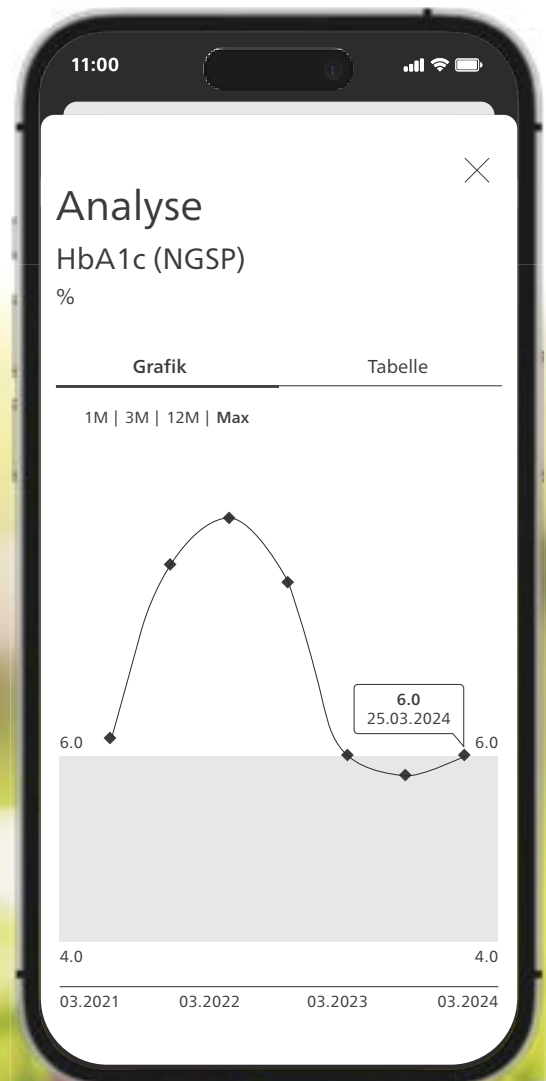 11:00
Analyse
HbA1c (NGSP)
%
Grafik Tabelle
1M | 3M | 12M | Max
6.0
25.03.2024
6.0 6.0
4.0 4.0
03.2021 03.2022 03.2023 03.2024